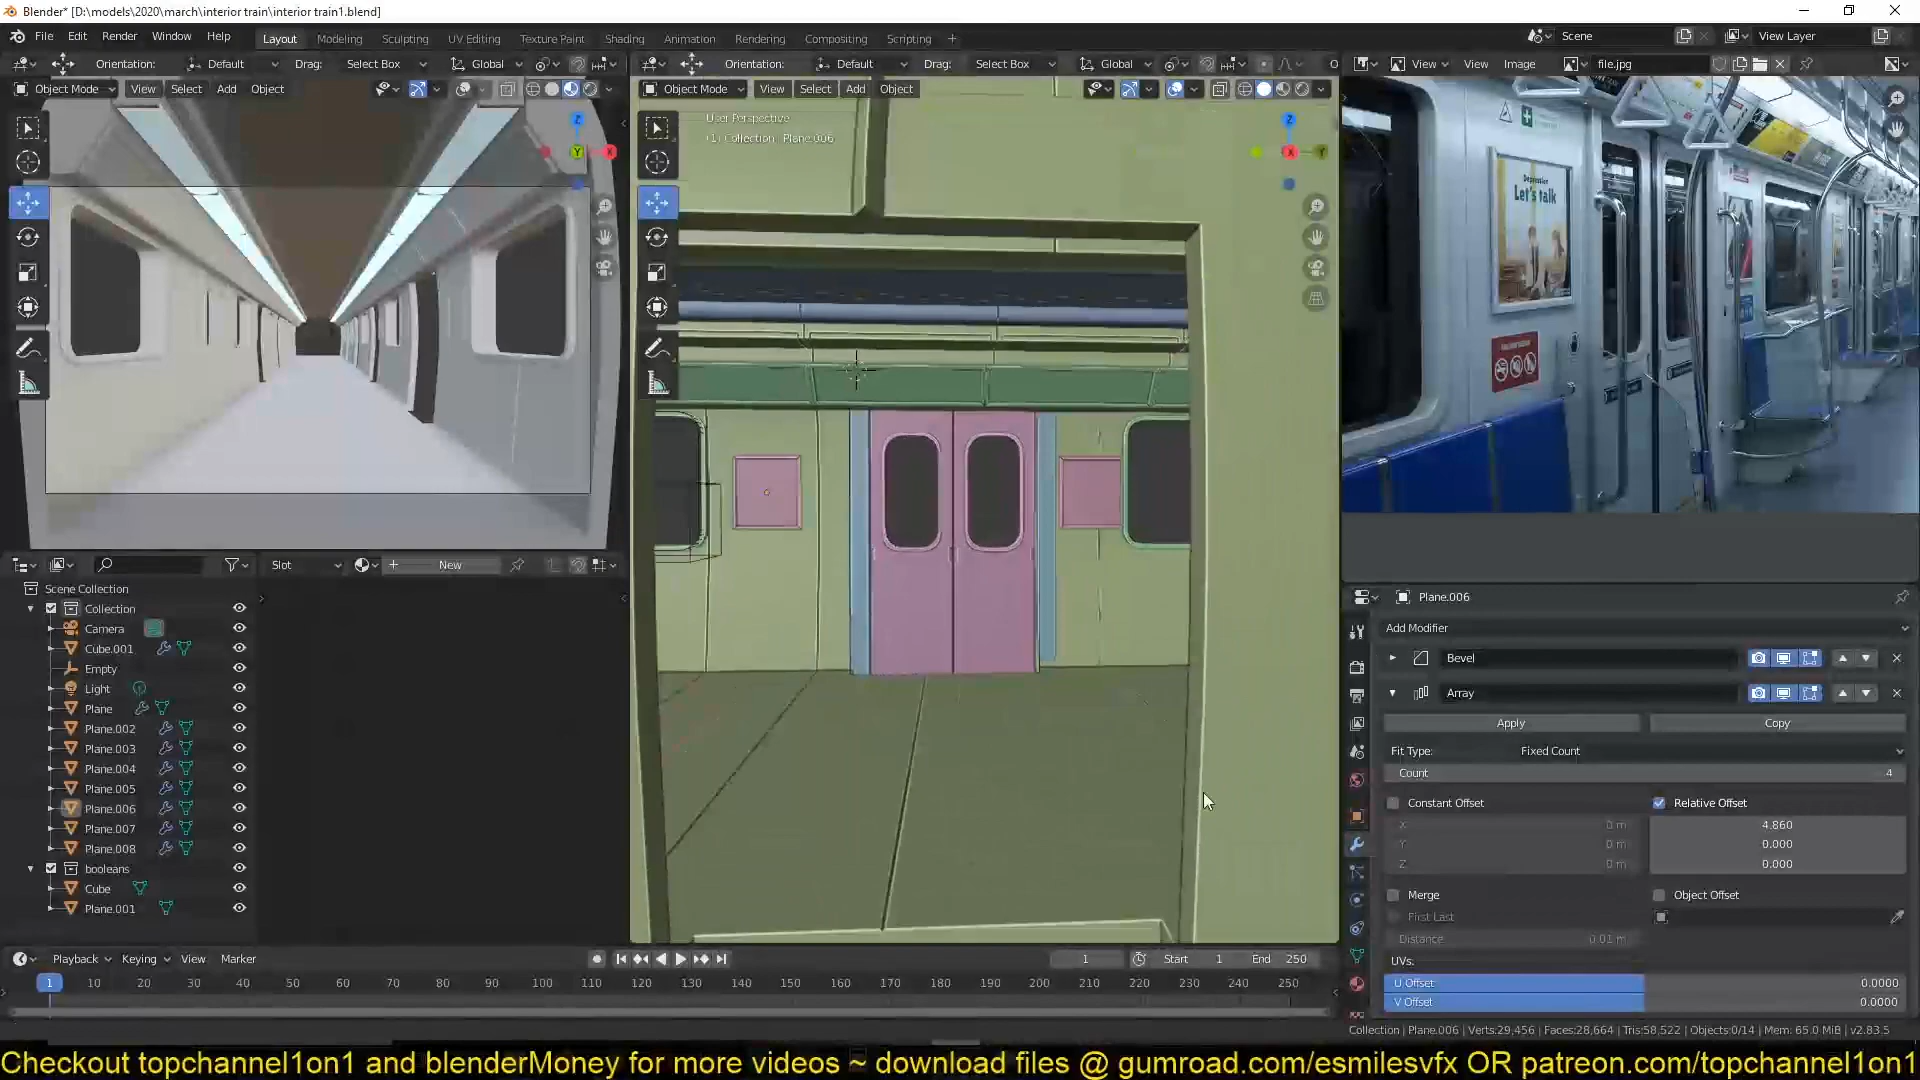 Blender* [D:\models\2020\march\interior train\interior train1.blend]
File Edit Render Window Help
Layout Modeling Sculpting UV Editing Texture Paint Shading Animation Rendering Compositing Scripting +
Scene
View Layer
Orientation: Default Drag: Select Box Global
Orientation: Default Drag: Select Box Global
View View Image file.jpg
Object Mode View Select Add Object
Object Mode View Select Add Object
User Perspective
(1) Collection | Plane.006
Depression
Let's talk
Slot
New
Scene Collection
Collection
Camera
Cube.001
Empty
Light
Plane
Plane.002
Plane.003
Plane.004
Plane.005
Plane.006
Plane.007
Plane.008
booleans
Cube
Plane.001
Plane.006
Add Modifier
Bevel
Array
Apply Copy
Fit Type: Fixed Count
Count 4
Constant Offset
X 0 m
Y 0 m
Z 0 m
Relative Offset
4.860
0.000
0.000
Merge
First Last
Distance 0.01 m
Object Offset
UVs:
U Offset: 0.0000
V Offset 0.0000
Playback Keying View Marker
1 Start 1 End 250
1 10 20 30 40 50 60 70 80 90 100 110 120 130 140 150 160 170 180 190 200 210 220 230 240 250
Collection | Plane.006 | Verts:29,456 | Faces:28,664 | Tris:58,522 | Objects:0/14 | Mem: 65.0 MiB | v2.83.5
Checkout topchannel1on1 and blenderMoney for more videos ~ download files @ gumroad.com/esmilesvfx OR patreon.com/topchannel1on1